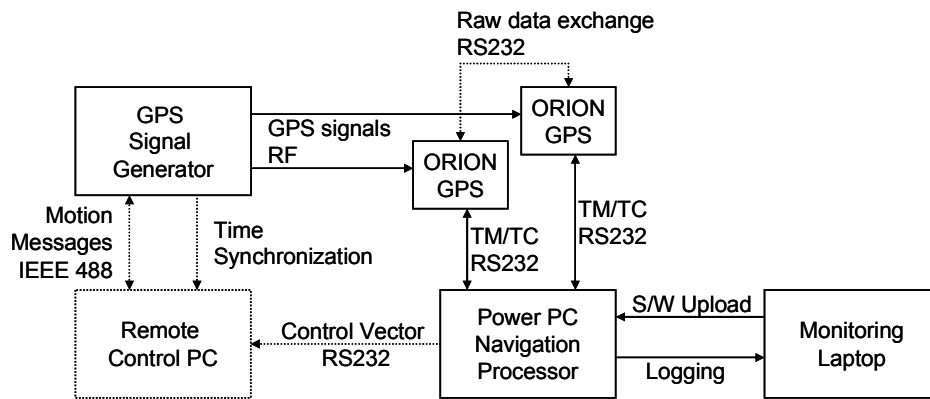 Raw data exchange
RS232
GPS
Signal
Generator
GPS signals
RF
ORION
GPS
ORION
GPS
Motion
Messages
IEEE 488
Time
Synchronization
TM/TC
RS232
TM/TC
RS232
Remote
Control PC
Control Vector
RS232
Power PC
Navigation
Processor
S/W Upload
Logging
Monitoring
Laptop